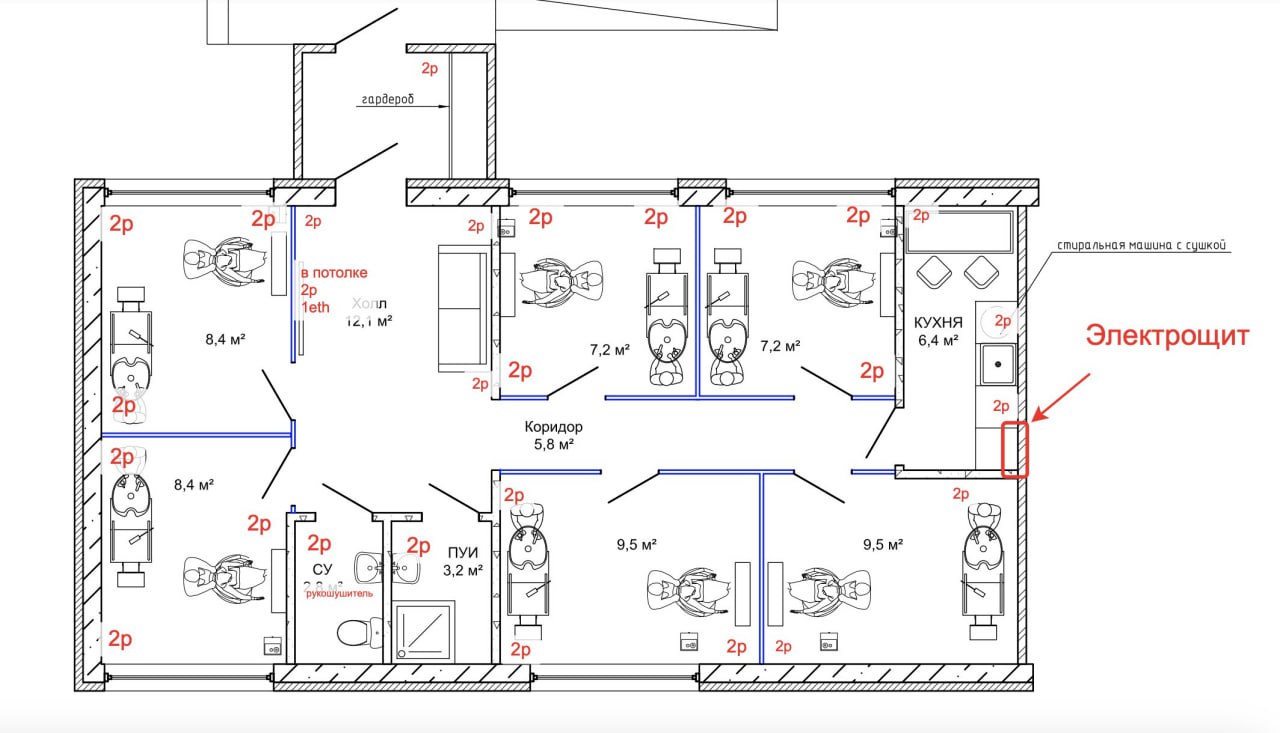 2р
гардероб
2р
2р
2р
2р
2р
2р
2р
2р
2р
стиральная машина с сушкой
в потолке
2р
1eth
Холл
12,1 м²
8,4 м²
7,2 м²
7,2 м²
КУХНЯ
6,4 м²
2р
Электрощит
2р
2р
2р
2р
2р
Коридор
5,8 м²
2р
8,4 м²
2р
2р
2р
2р
2р
9,5 м²
9,5 м²
ПУИ
3,2 м²
СУ
рукошушитель
2р
2р
2р
2р